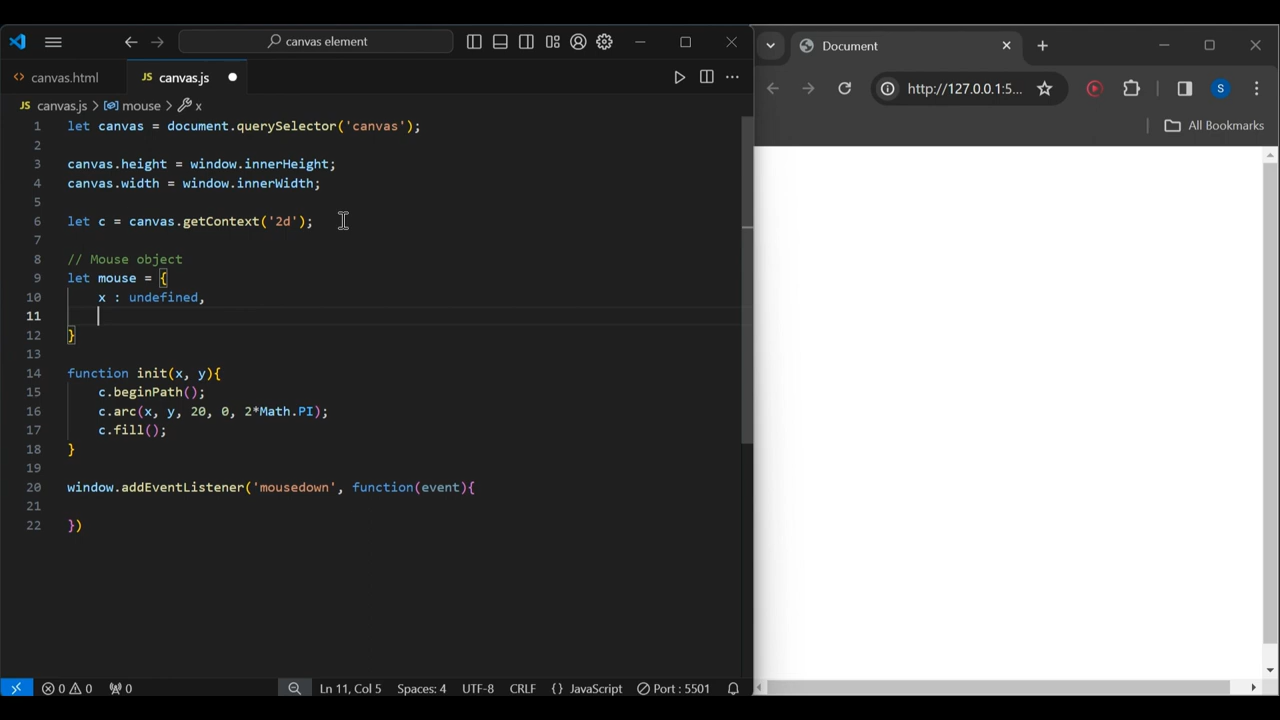 canvas element
Document
canvas.html
canvas.js
http://127.0.0.1:5...
canvas.js > mouse > x
All Bookmarks
1 let canvas = document.querySelector('canvas');
2
3 canvas.height = window.innerHeight;
4 canvas.width = window.innerWidth;
5
6 let c = canvas.getContext('2d');
7
8 // Mouse object
9 let mouse = {
10 x : undefined,
11
12 }
13
14 function init(x, y){
15 c.beginPath();
16 c.arc(x, y, 20, 0, 2*Math.PI);
17 c.fill();
18 }
19
20 window.addEventListener('mousedown', function(event){
21
22 })
0 0 0 Ln 11, Col 5 Spaces: 4 UTF-8 CRLF {} JavaScript Port : 5501
JS
JS
S